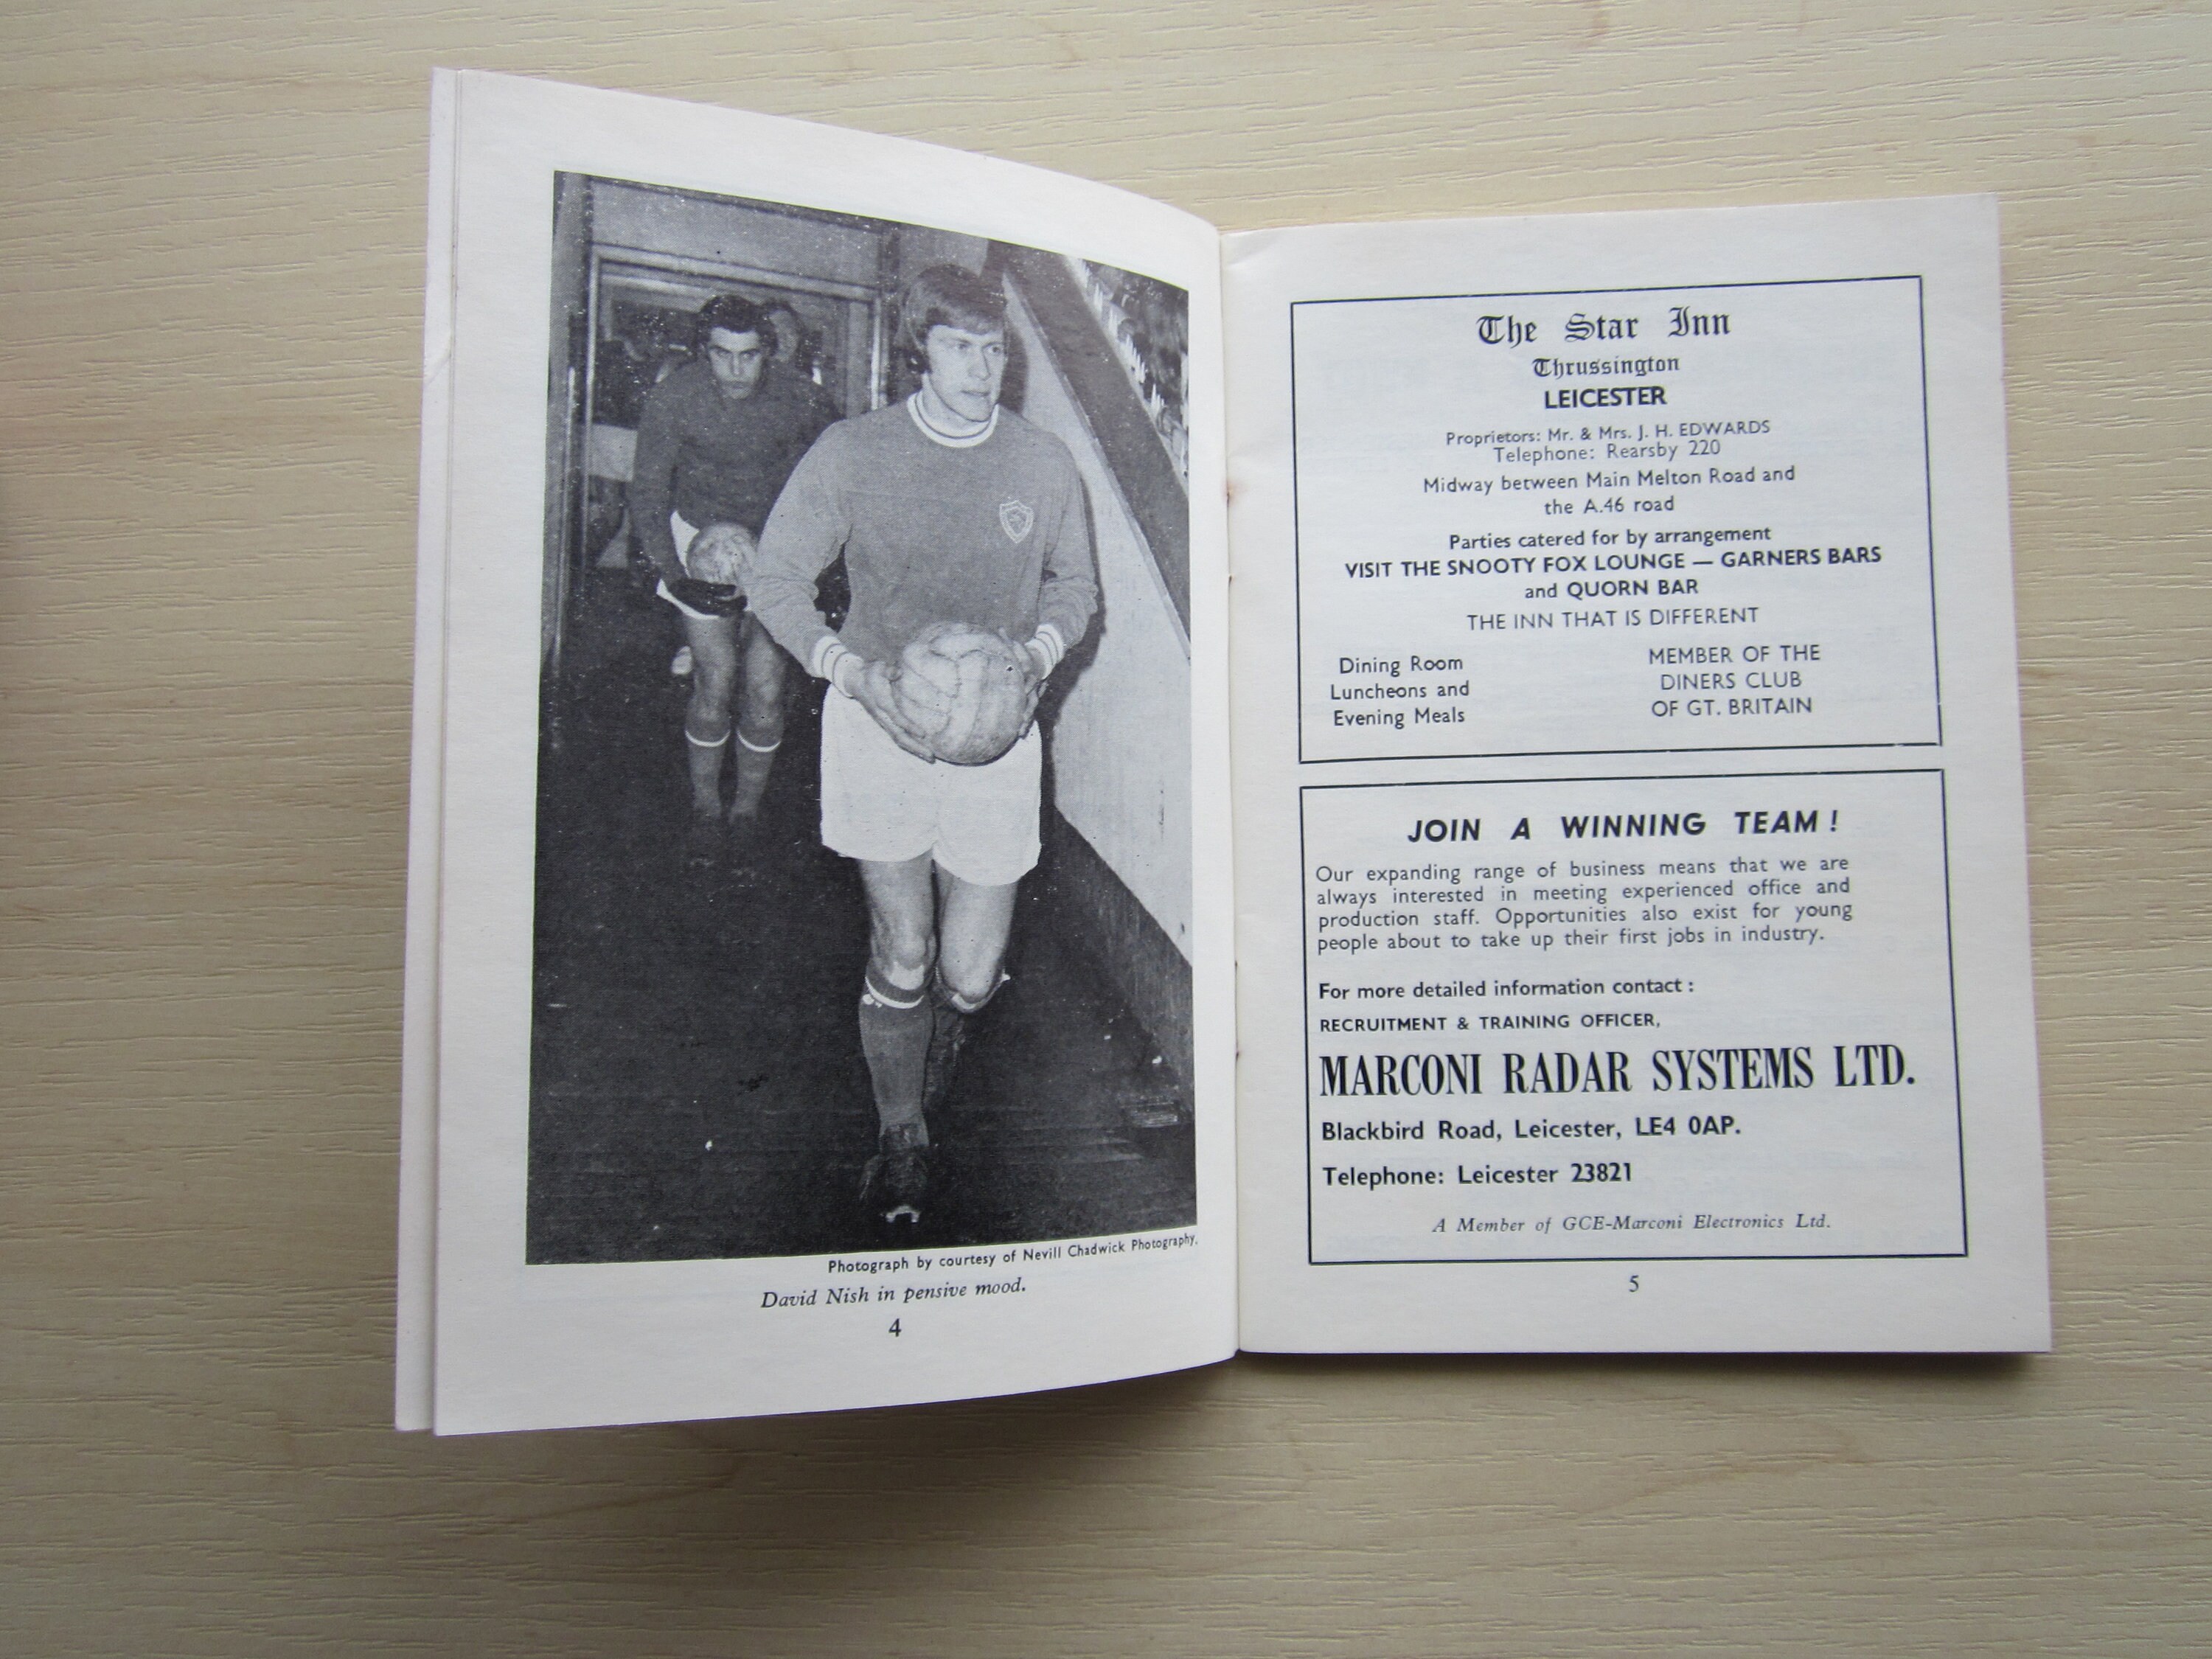 Photograph by courtesy of Nevill Chadwick Photography.
David Nish in pensive mood.
4
The Star Inn
Thrussington
LEICESTER
Proprietors: Mr. & Mrs. J. H. EDWARDS
Telephone: Rearsby 220
Midway between Main Melton Road and
the A.46 road
Parties catered for by arrangement
VISIT THE SNOOTY FOX LOUNGE — GARNERS BARS
and QUORN BAR
THE INN THAT IS DIFFERENT
Dining Room
Luncheons and
Evening Meals
MEMBER OF THE
DINERS CLUB
OF GT. BRITAIN
JOIN A WINNING TEAM !
Our expanding range of business means that we are
always interested in meeting experienced office and
production staff. Opportunities also exist for young
people about to take up their first jobs in industry.
For more detailed information contact :
RECRUITMENT & TRAINING OFFICER,
MARCONI RADAR SYSTEMS LTD.
Blackbird Road, Leicester, LE4 0AP.
Telephone: Leicester 23821
A Member of GCE-Marconi Electronics Ltd.
5